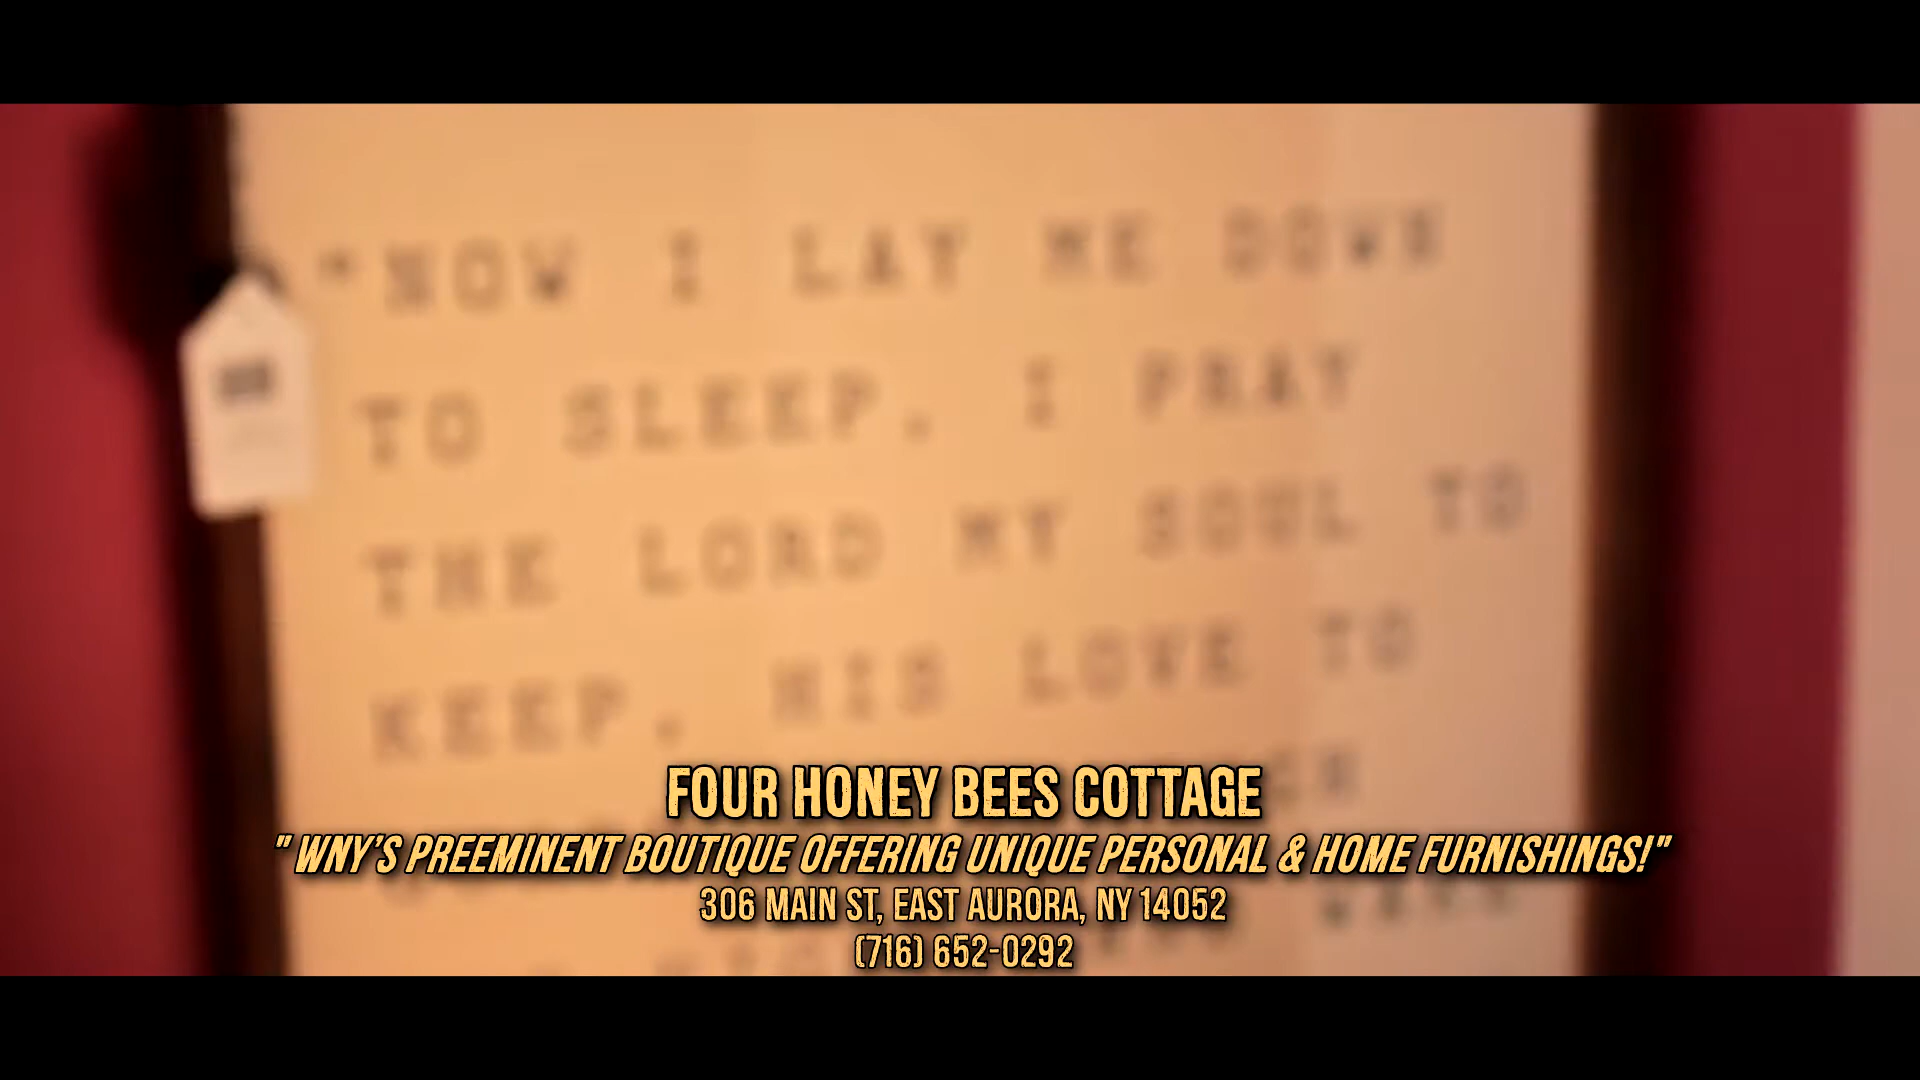 "NOW I LAY ME DOWN
TO SLEEP. I PRAY
THE LORD MY SOUL TO
KEEP. HIS LOVE TO
FOUR HONEY BEES COTTAGE
"WNY'S PREEMINENT BOUTIQUE OFFERING UNIQUE PERSONAL & HOME FURNISHINGS!"
306 MAIN ST, EAST AURORA, NY 14052
(716) 652-0292